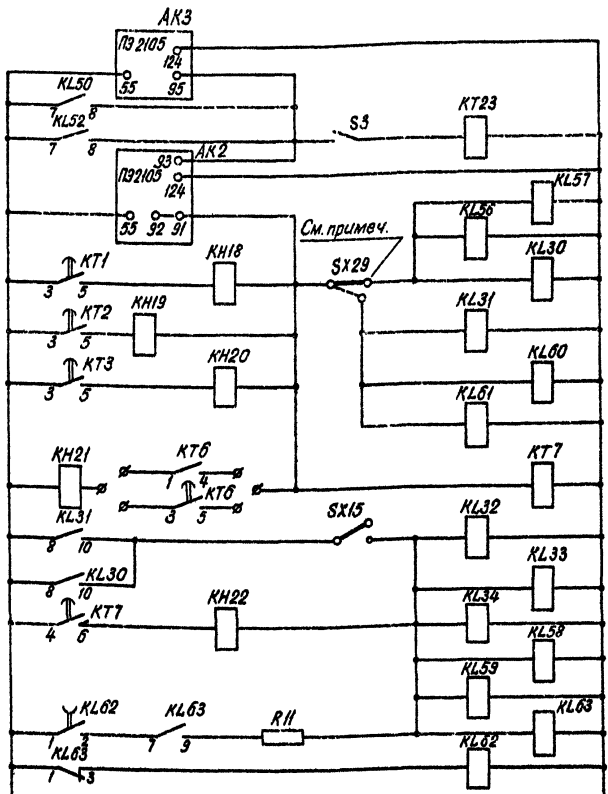 АК3
ПЭ2105
124
55 95
KL50
7 8
KL52
7 8
S3
KT23
АК2
93
ПЭ2105
124
55 92 91
KL57
KL56
См. примеч.
KT1
3 5
KH18
SX29
KL30
KT2
3 5
KH19
KL31
KT3
3 5
KH20
KL60
KL61
KH21
KT6
1 4
KT6
3 5
KT7
KL31
8 10
SX15
KL32
KL30
8 10
KL33
KT7
4 6
KH22
KL34
KL58
KL59
KL62
1 2
KL63
7 9
R11
KL63
KL63
1 3
KL62